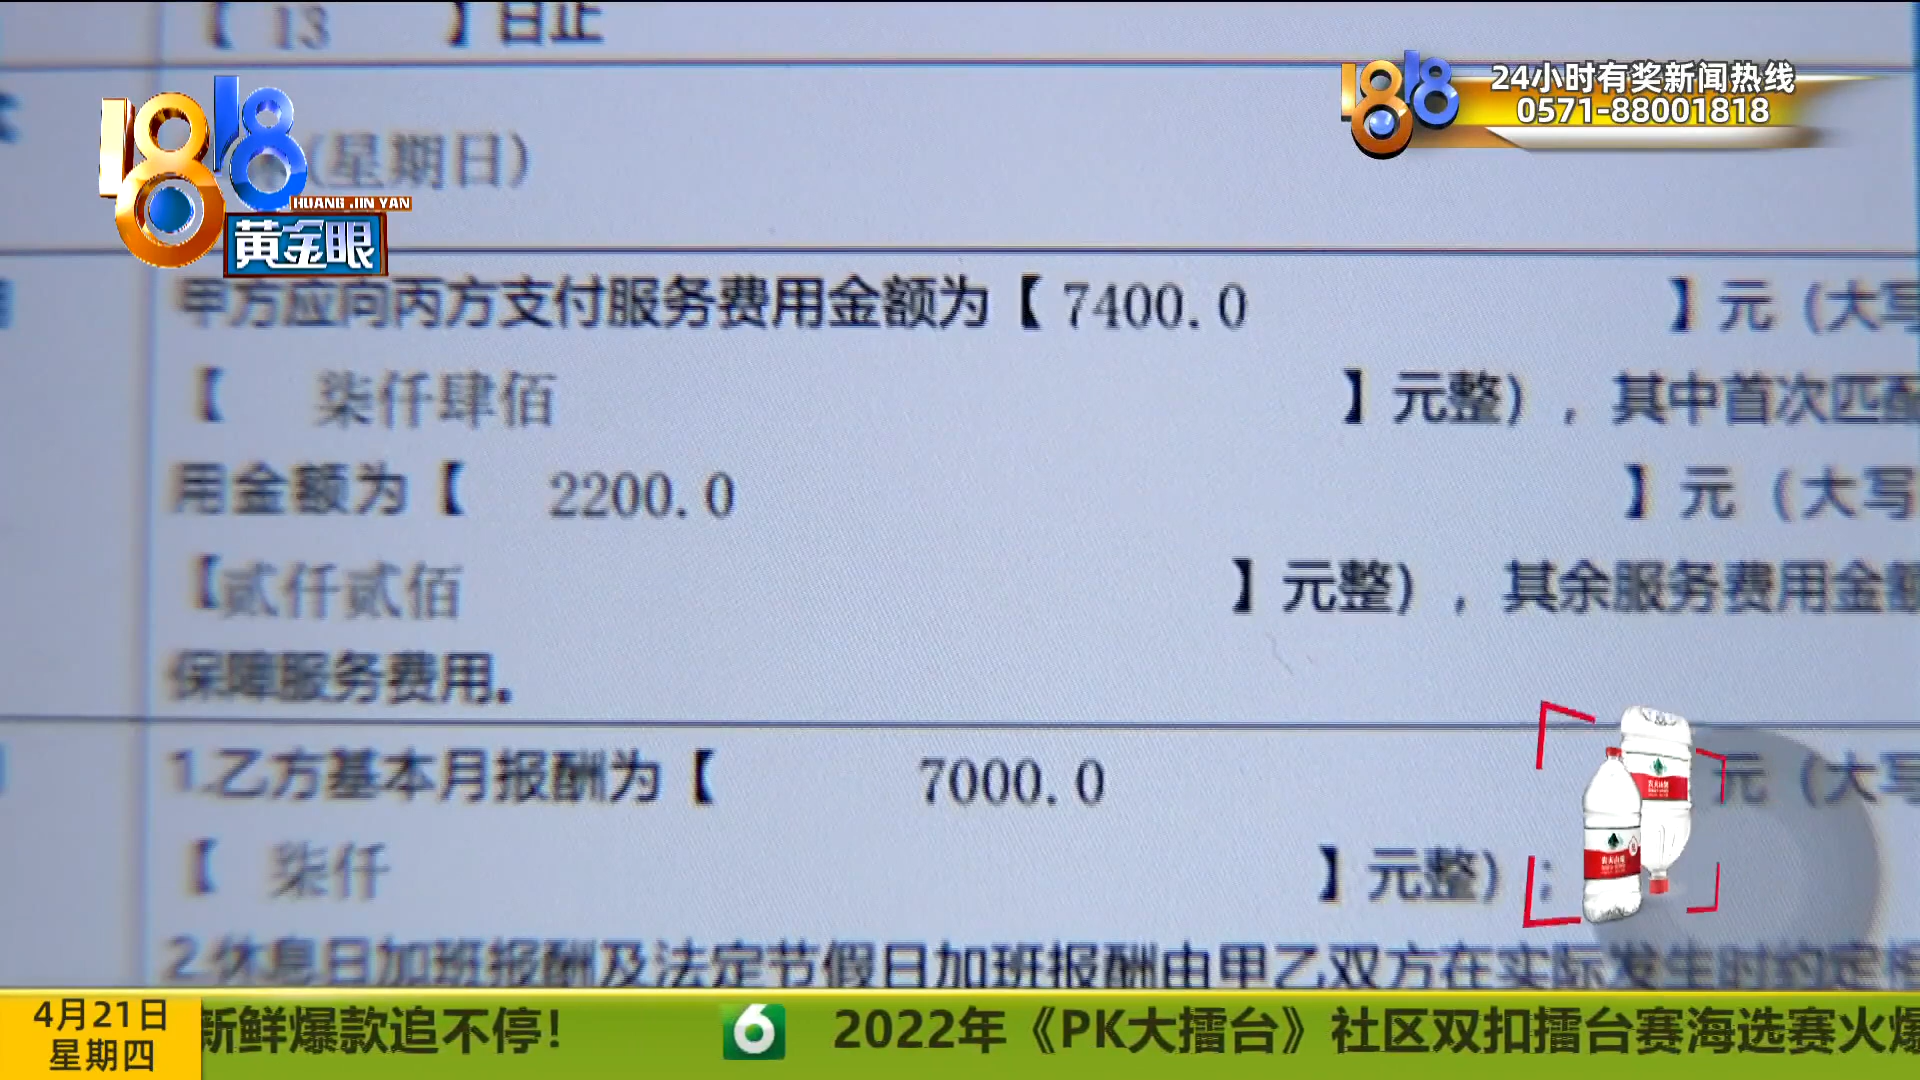 【 13 】日止
24小时有奖新闻热线
0571-88001818
1818
HUANG JIN YAN
黄金眼
(星期日)
甲方应向丙方支付服务费用金额为【7400.0 】元（大写
【 柒仟肆佰 】元整），其中首次匹配
用金额为【 2200.0 】元（大写
【贰仟贰佰 】元整），其余服务费用金额
保障服务费用。
1.乙方基本月报酬为【 7000.0 元（大写
【 柒仟 】元整）;
2.休息日加班报酬及法定节假日加班报酬由甲乙双方在实际发生时约定
4月21日
星期四
新鲜爆款追不停！ 6 2022年《PK大擂台》社区双扣擂台赛海选赛火爆